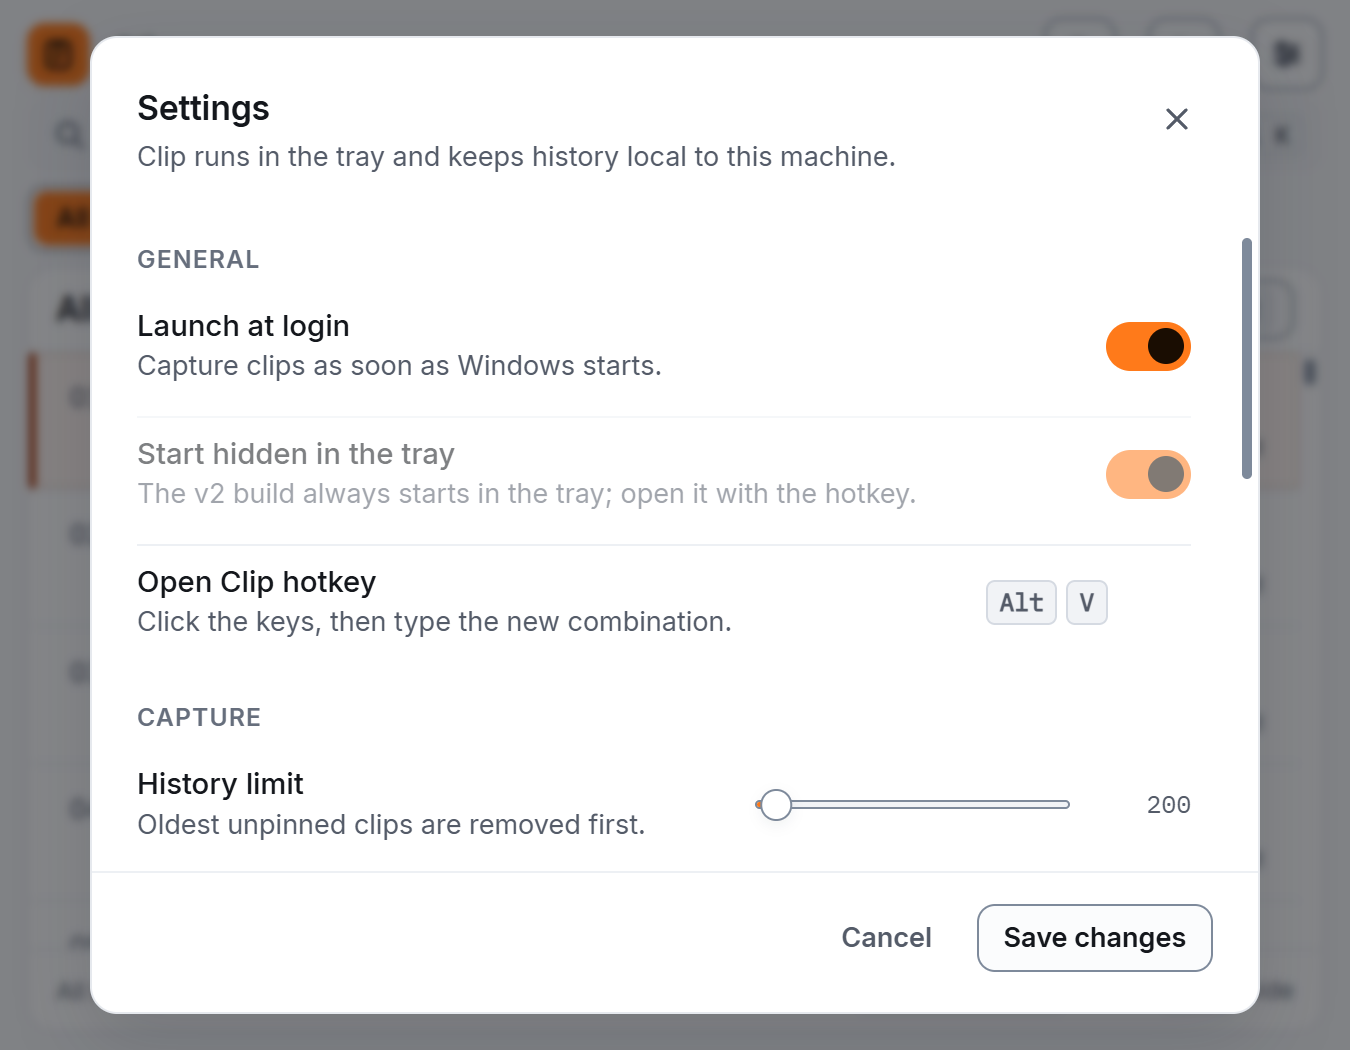 Settings
Clip runs in the tray and keeps history local to this machine.
GENERAL
Launch at login
Capture clips as soon as Windows starts.
Start hidden in the tray
The v2 build always starts in the tray; open it with the hotkey.
Open Clip hotkey
Click the keys, then type the new combination.
Alt V
CAPTURE
History limit
Oldest unpinned clips are removed first.
200
Cancel
Save changes